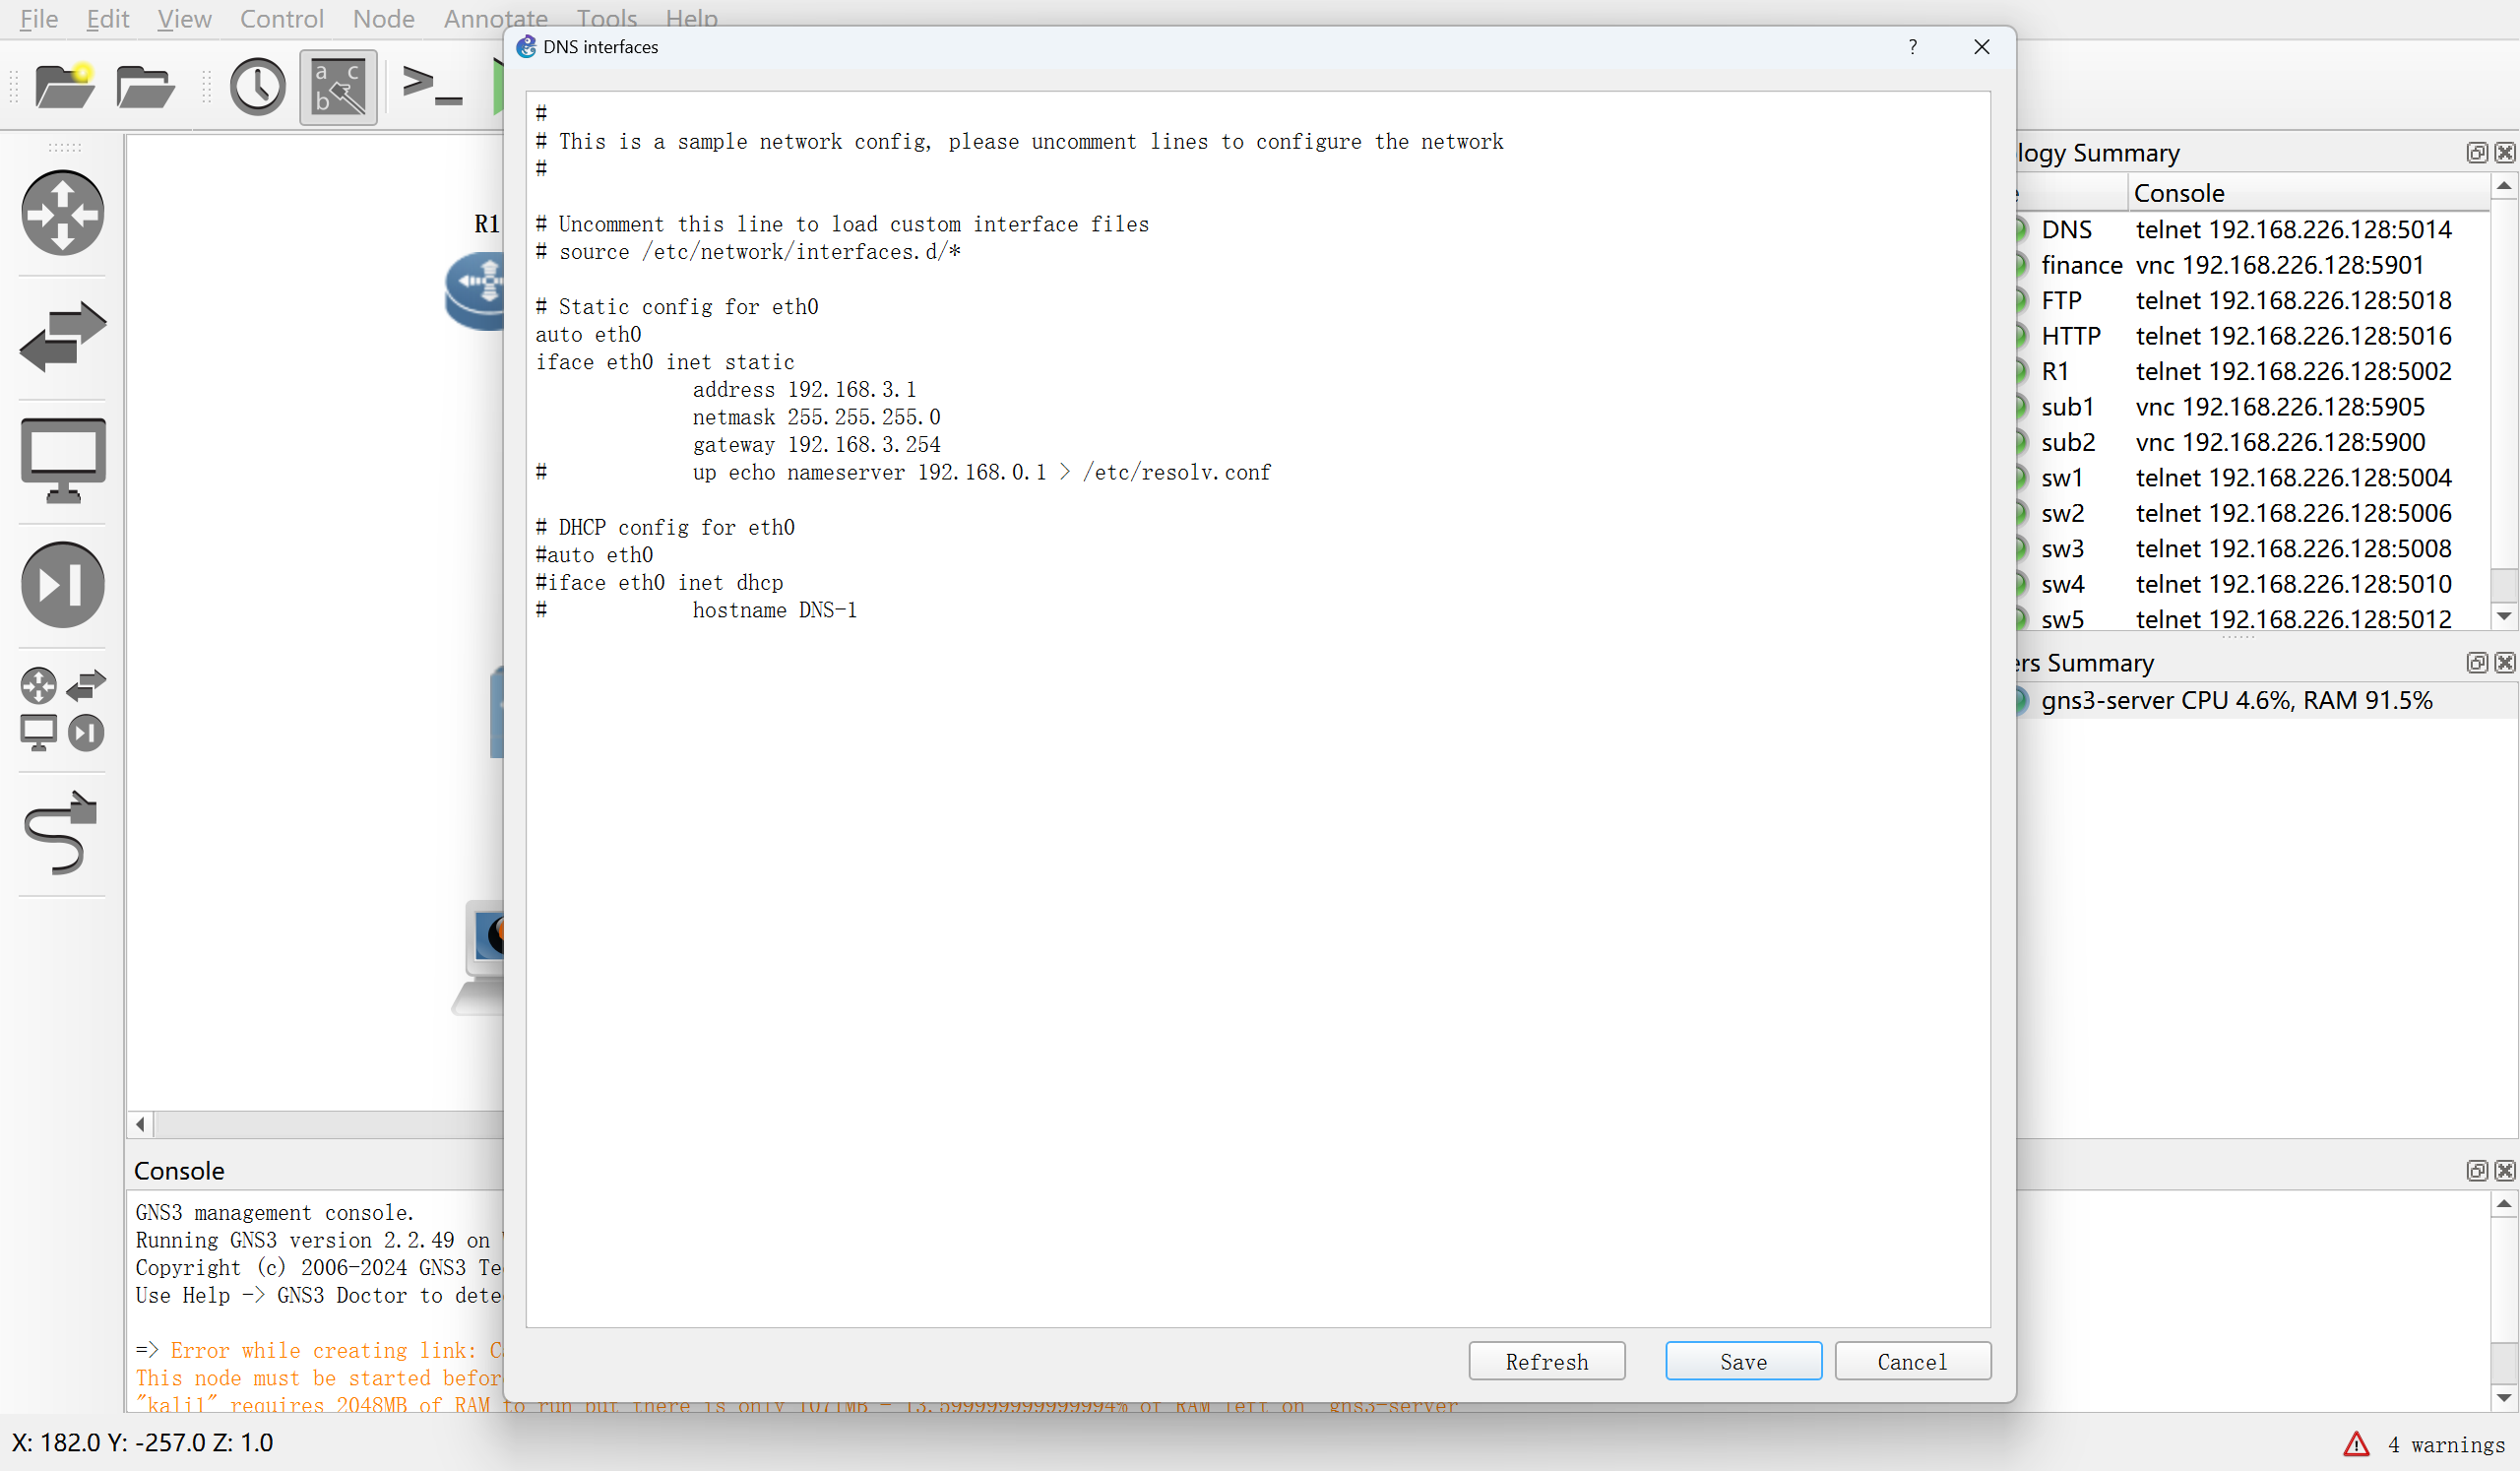 File Edit View Control Node Annotate Tools Help
DNS interfaces
?
a c
b
>_
#
# This is a sample network config, please uncomment lines to configure the network
#
# Uncomment this line to load custom interface files
# source /etc/network/interfaces.d/*
# Static config for eth0
auto eth0
iface eth0 inet static
address 192.168.3.1
netmask 255.255.255.0
gateway 192.168.3.254
# up echo nameserver 192.168.0.1 > /etc/resolv.conf
# DHCP config for eth0
#auto eth0
#iface eth0 inet dhcp
# hostname DNS-1
Refresh Save Cancel
R1
logy Summary
Console
DNS telnet 192.168.226.128:5014
finance vnc 192.168.226.128:5901
FTP telnet 192.168.226.128:5018
HTTP telnet 192.168.226.128:5016
R1 telnet 192.168.226.128:5002
sub1 vnc 192.168.226.128:5905
sub2 vnc 192.168.226.128:5900
sw1 telnet 192.168.226.128:5004
sw2 telnet 192.168.226.128:5006
sw3 telnet 192.168.226.128:5008
sw4 telnet 192.168.226.128:5010
sw5 telnet 192.168.226.128:5012
ers Summary
gns3-server CPU 4.6%, RAM 91.5%
Console
GNS3 management console.
Running GNS3 version 2.2.49 on
Copyright (c) 2006-2024 GNS3 Te
Use Help -> GNS3 Doctor to dete
=> Error while creating link: C
This node must be started befor
"kali1" requires 2048MB of RAM to run but there is only 1071MB - 13.599999999999994% of RAM left on "gns3-server
X: 182.0 Y: -257.0 Z: 1.0
4 warnings